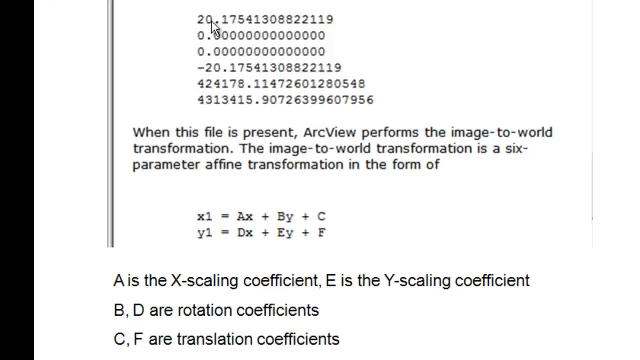 20.17541308822119
0.00000000000000
0.00000000000000
-20.17541308822119
424178.11472601280548
4313415.90726399607956
When this file is present, ArcView performs the image-to-world
transformation. The image-to-world transformation is a six-
parameter affine transformation in the form of
x1 = Ax + By + C
y1 = Dx + Ey + F
A is the X-scaling coefficient, E is the Y-scaling coefficient
B, D are rotation coefficients
C, F are translation coefficients